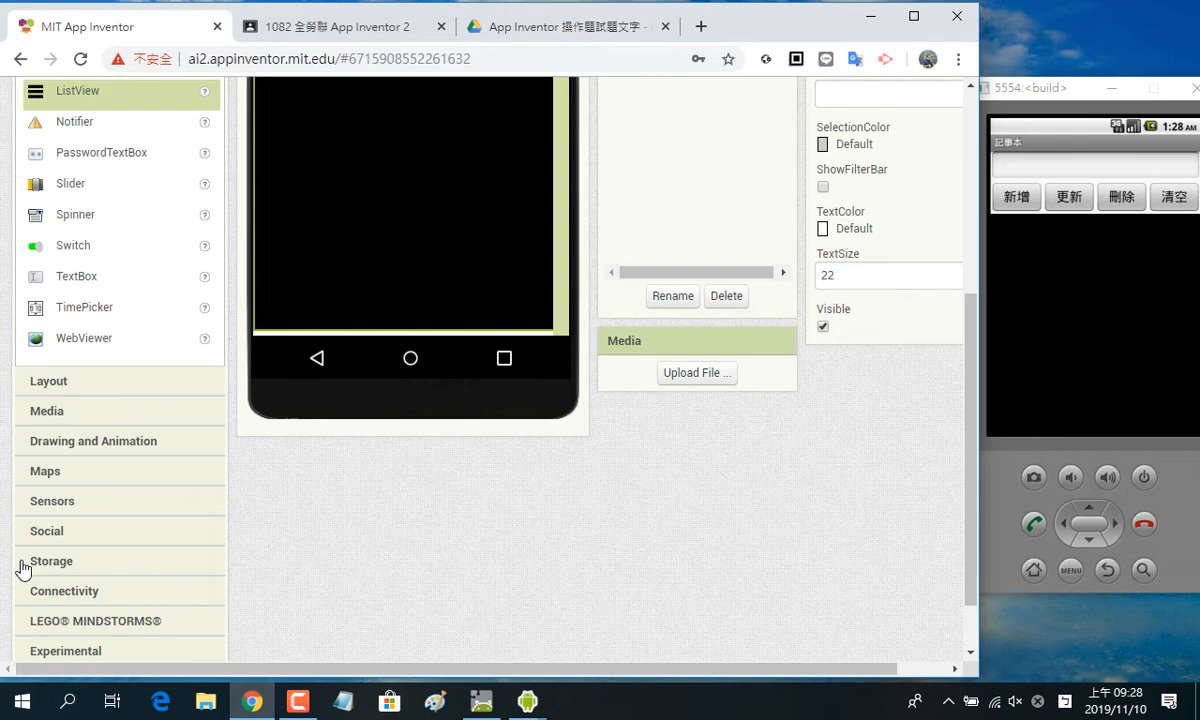 MIT App Inventor
1082 全勞聯 App Inventor 2
App Inventor 操作題試題文字 -
不安全
ai2.appinventor.mit.edu/#6715908552261632
ListView
Notifier
PasswordTextBox
Slider
Spinner
Switch
TextBox
TimePicker
WebViewer
Layout
Media
Drawing and Animation
Maps
Sensors
Social
Storage
Connectivity
LEGO® MINDSTORMS®
Experimental
Rename
Delete
Media
Upload File ...
SelectionColor
Default
ShowFilterBar
TextColor
Default
TextSize
22
Visible
5554:<build>
1:28 AM
記事本
新增
更新
刪除
清空
MENU
上午 09:28
2019/11/10